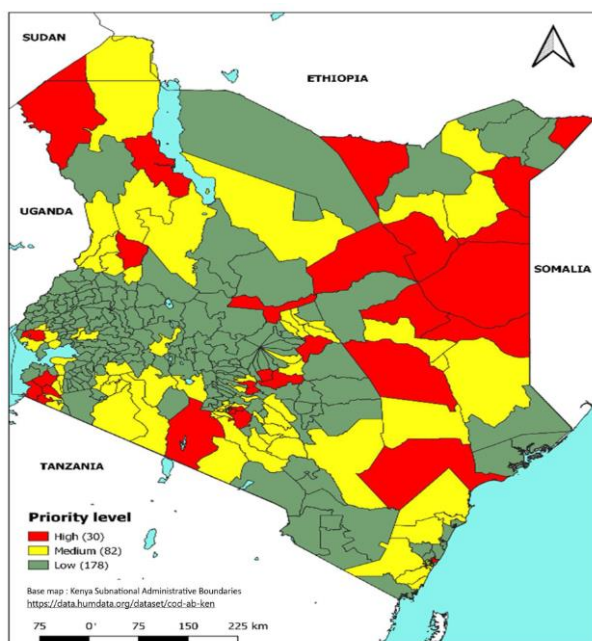 SUDAN
ETHIOPIA
UGANDA
SOMALIA
TANZANIA
Priority level
High (30)
Medium (82)
Low (178)
Base map : Kenya Subnational Administrative Boundaries
https://data.humdata.org/dataset/cod-ab-ken
75 0 75 150 225 km